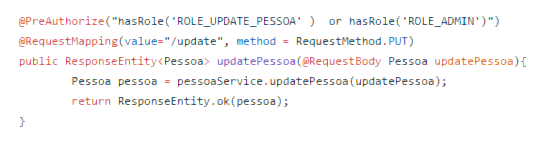 @PreAuthorize("hasRole('ROLE_UPDATE_PESSOA' )  or hasRole('ROLE_ADMIN')")
@RequestMapping(value="/update", method = RequestMethod.PUT)
public ResponseEntity<Pessoa> updatePessoa(@RequestBody Pessoa updatePessoa){
        Pessoa pessoa = pessoaService.updatePessoa(updatePessoa);
        return ResponseEntity.ok(pessoa);
}